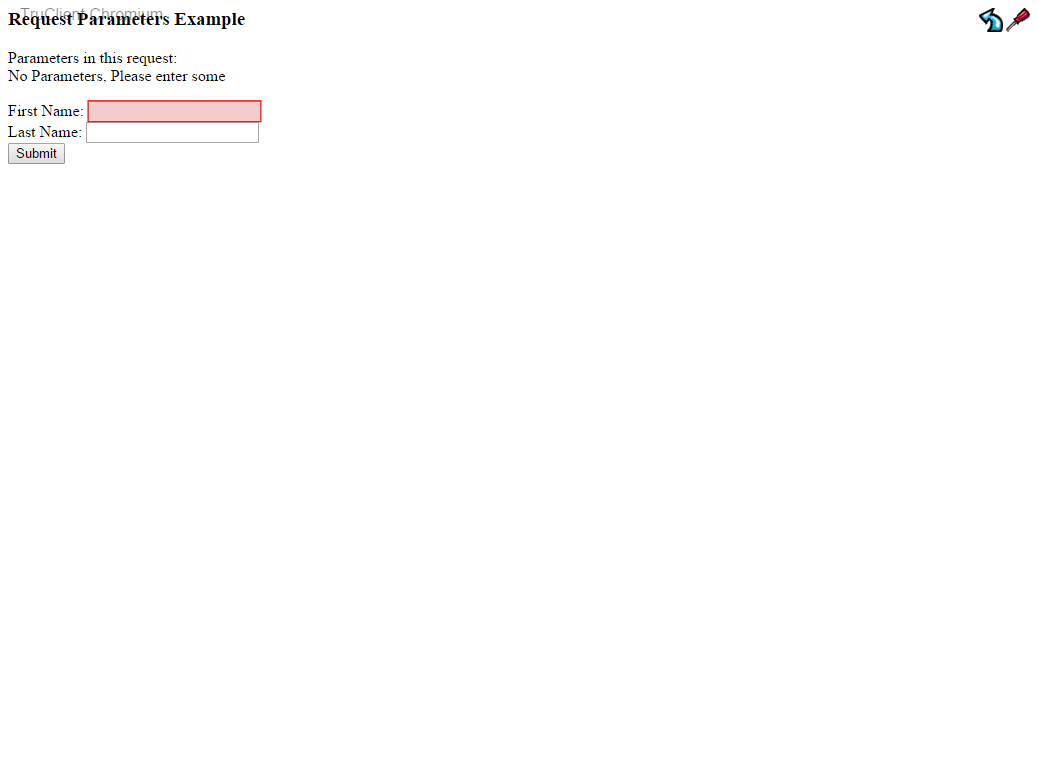 TruClient Chromium
Request Parameters Example
Parameters in this request:
No Parameters, Please enter some
First Name:
Last Name:
Submit